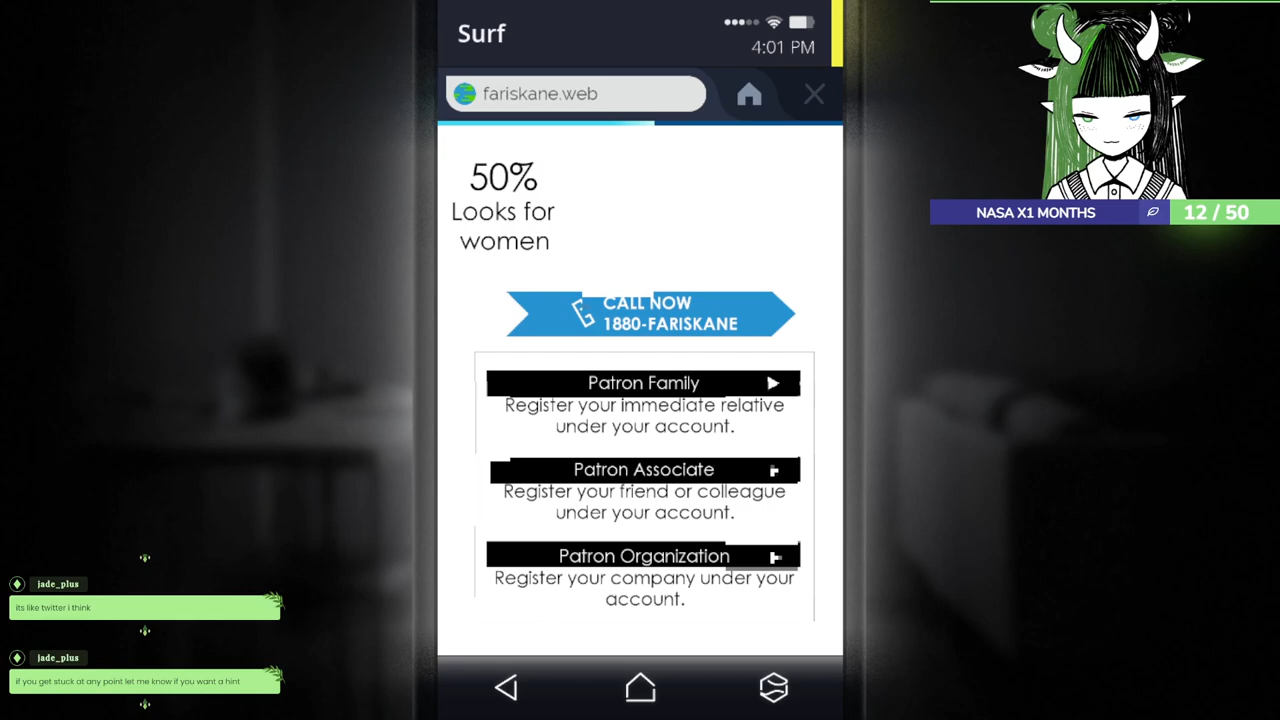 Surf
4:01 PM
fariskane.web
50%
Looks for
women
CALL NOW
1880-FARISKANE
Patron Family
Register your immediate relative
under your account.
Patron Associate
Register your friend or colleague
under your account.
Patron Organization
Register your company under your
account.
NASA X1 MONTHS
12 / 50
jade_plus
its like twitter i think
jade_plus
if you get stuck at any point let me know if you want a hint